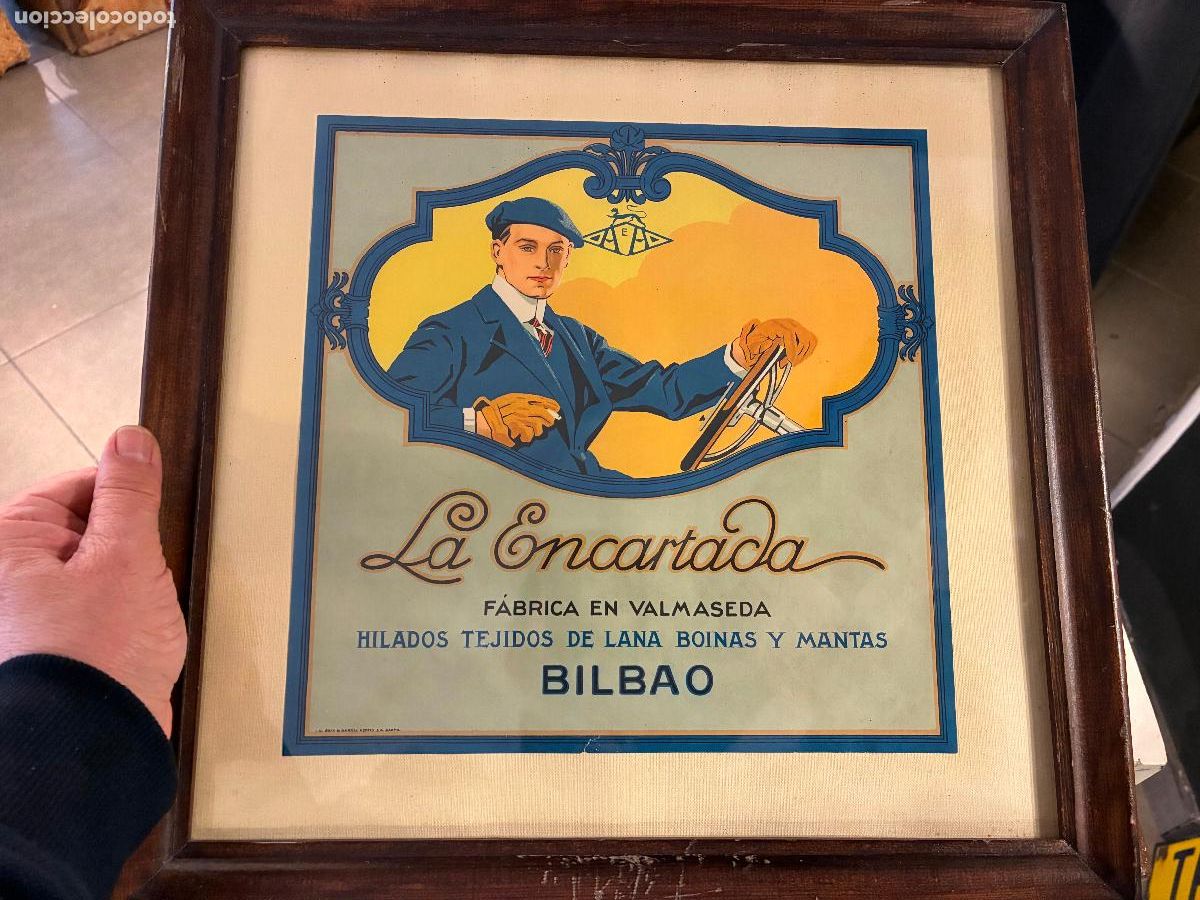 todocoleccion
A E A
La Encartada
FÁBRICA EN VALMASEDA
HILADOS TEJIDOS DE LANA BOINAS Y MANTAS
BILBAO